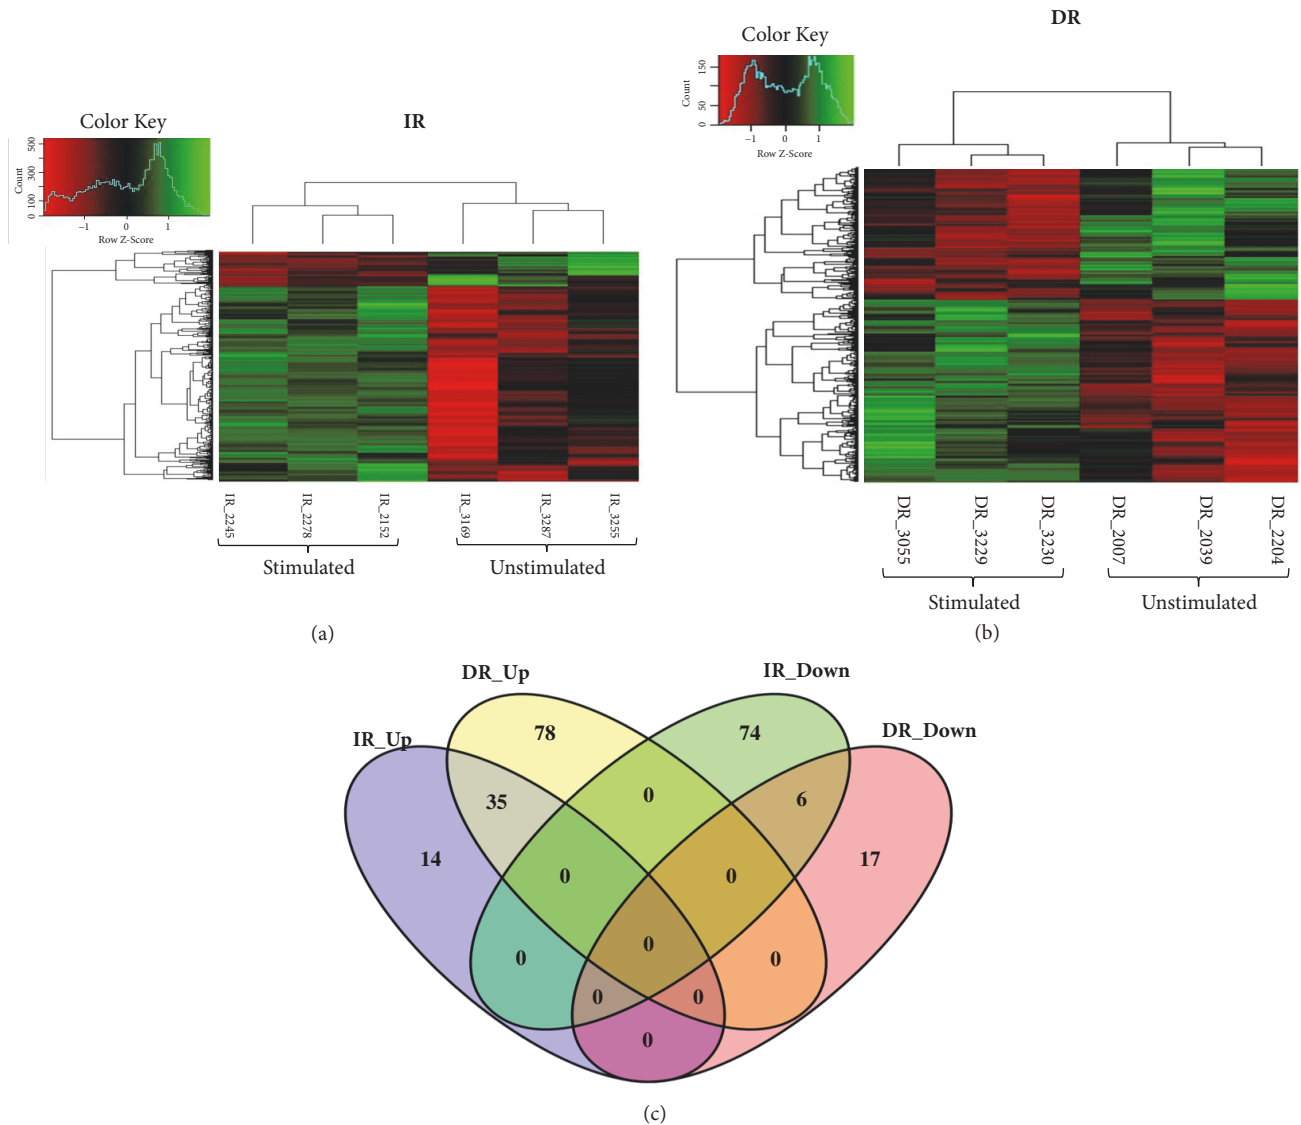 DR
Color Key
150
50
0
Count
−1
0
1
Row Z-Score
Color Key
IR
500
300
100
0
Count
−1
0
1
Row Z-Score
IR_2245
IR_2278
IR_2152
IR_3169
IR_3287
IR_3255
Stimulated
Unstimulated
(a)
DR_3055
DR_3229
DR_3230
DR_2007
DR_2039
DR_2204
Stimulated
Unstimulated
(b)
DR_Up
IR_Down
IR_Up
DR_Down
78
74
35
0
6
14
0
0
17
0
0
0
0
0
0
(c)